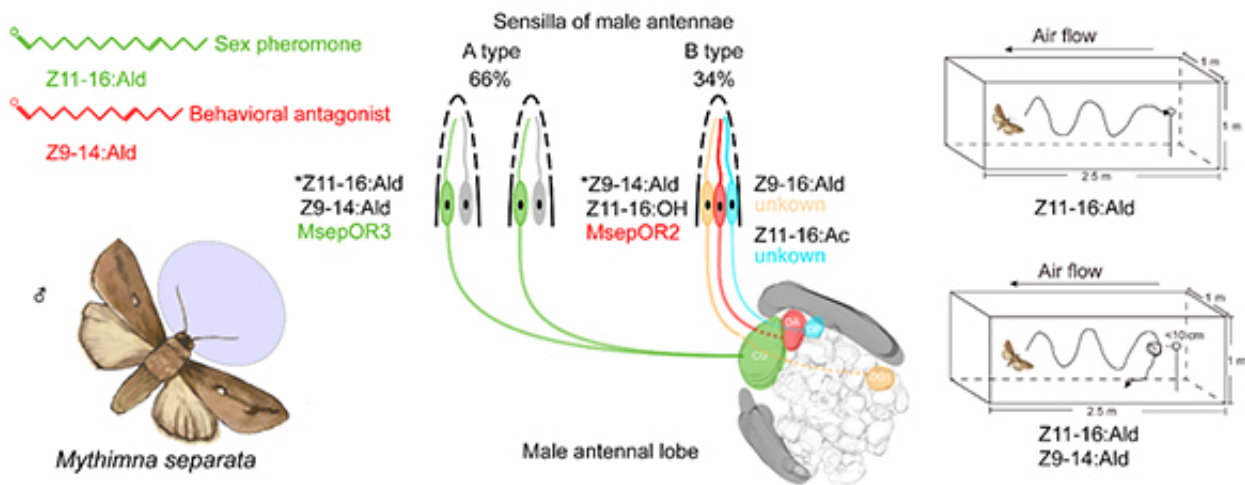 Sex pheromone
Z11-16:Ald
Behavioral antagonist
Z9-14:Ald
♂
Mythimna separata
Sensilla of male antennae
A type
66%
B type
34%
*Z11-16:Ald
Z9-14:Ald
MsepOR3
*Z9-14:Ald
Z11-16:OH
MsepOR2
Z9-16:Ald
unkown
Z11-16:Ac
unkown
CU
DA
DP
Male antennal lobe
Air flow
1 m
1 m
2.5 m
Z11-16:Ald
Air flow
1 m
<10cm
1 m
2.5 m
Z11-16:Ald
Z9-14:Ald